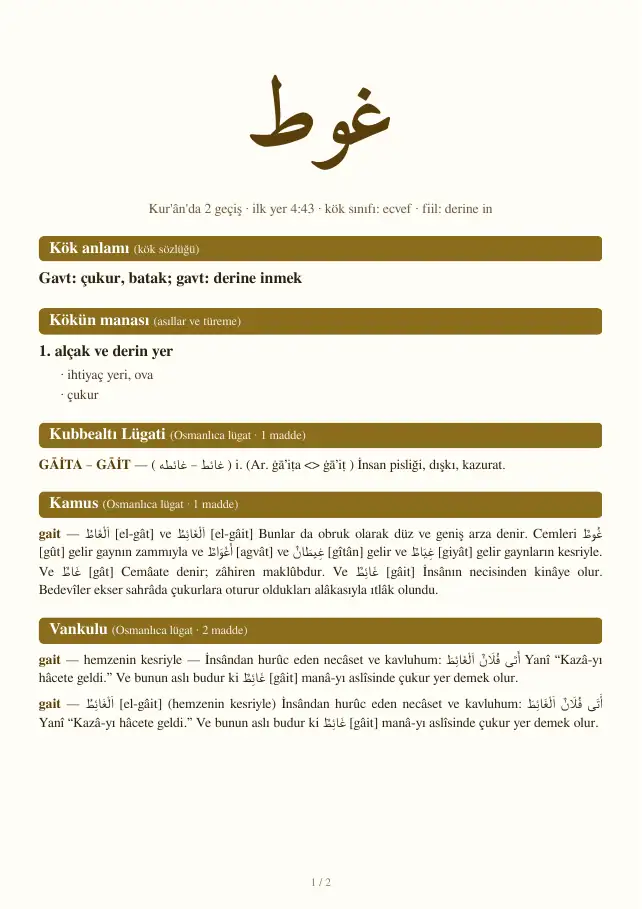 غوط
Kur'ân'da 2 geçiş · ilk yer 4:43 · kök sınıfı: ecvef · fiil: derine in
Kök anlamı (kök sözlüğü)
Gavt: çukur, batak; gavt: derine inmek
Kökün manası (asıllar ve türeme)
1. alçak ve derin yer
· ihtiyaç yeri, ova
· çukur
Kubbealtı Lügati (Osmanlıca lügat · 1 madde)
GĀİTA – GĀİT — ( غائط – غائطه ) i. (Ar. ġā'iṭa <> ġā'iṭ ) İnsan pisliği, dışkı, kazurat.
Kamus (Osmanlıca lügat · 1 madde)
gait — اَلْغَاطُ [el-gât] ve اَلْغَائِطُ [el-gâit] Bunlar da obruk olarak düz ve geniş arza denir. Cemleri غُوطٌ
[gût] gelir gaynın zammıyla ve أَغْوَاطٌ [agvât] ve غِيطَانٌ [gîtân] gelir ve غِيَاطٌ [giyât] gelir gaynların kesriyle.
Ve غَاطٌ [gât] Cemâate denir; zâhiren maklûbdur. Ve غَائِطٌ [gâit] İnsânın necisinden kinâye olur.
Bedevîler ekser sahrâda çukurlara oturur oldukları alâkasıyla ıtlâk olundu.
Vankulu (Osmanlıca lügat · 2 madde)
gait — hemzenin kesriyle — İnsândan hurûc eden necâset ve kavluhum: أَتَى فُلَانٌ اَلْغَائِطَ Yanî “Kazâ-yı
hâcete geldi.” Ve bunun aslı budur ki غَائِطٌ [gâit] manâ-yı aslîsinde çukur yer demek olur.
gait — اَلْغَائِطُ [el-gâit] (hemzenin kesriyle) İnsândan hurûc eden necâset ve kavluhum: أَتَى فُلَانٌ اَلْغَائِطَ
Yanî “Kazâ-yı hâcete geldi.” Ve bunun aslı budur ki غَائِطٌ [gâit] manâ-yı aslîsinde çukur yer demek olur.
1 / 2